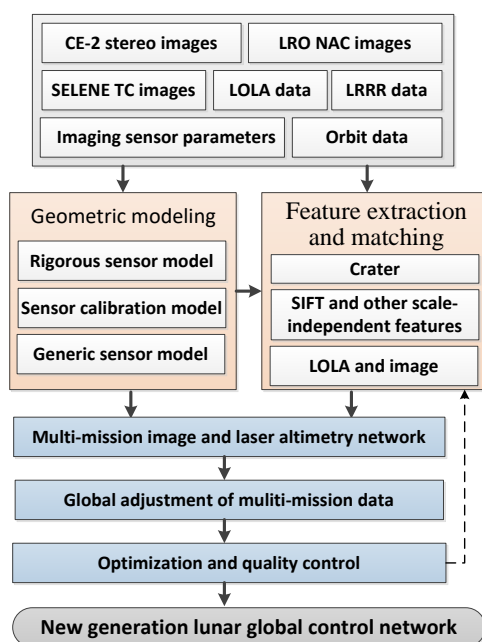 CE-2 stereo images
LRO NAC images
SELENE TC images
LOLA data
LRRR data
Imaging sensor parameters
Orbit data
Geometric modeling
Rigorous sensor model
Sensor calibration model
Generic sensor model
Feature extraction
and matching
Crater
SIFT and other scale-
independent features
LOLA and image
Multi-mission image and laser altimetry network
Global adjustment of muliti-mission data
Optimization and quality control
New generation lunar global control network